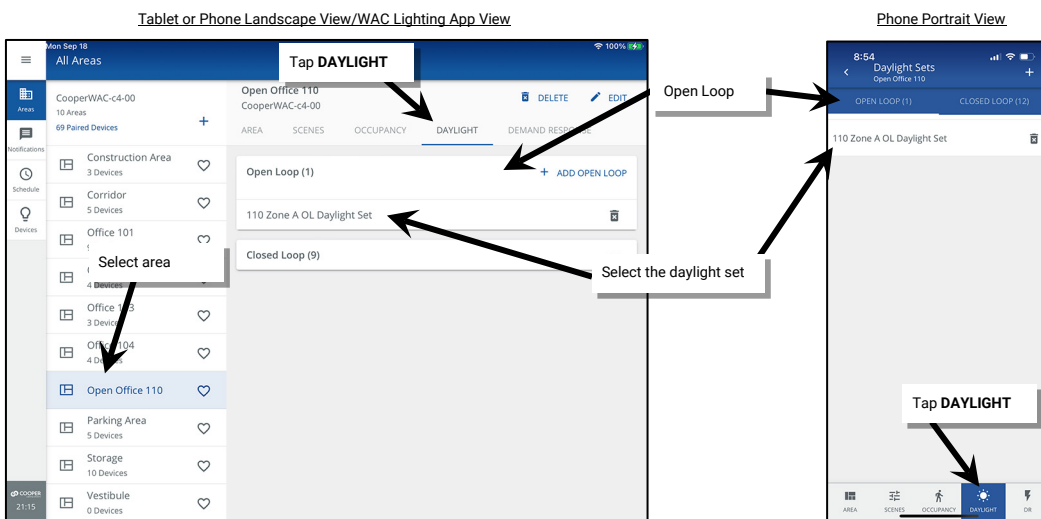 Tablet or Phone Landscape View/WAC Lighting App View
Phone Portrait View
Mon Sep 18
100%
All Areas
Tap DAYLIGHT
Areas
Notifications
Schedule
Devices
COOPER
21:15
CooperWAC-c4-00
10 Areas
69 Paired Devices
+
Construction Area
3 Devices
Corridor
5 Devices
Office 101
Select area
4 Devices
Office 103
3 Devices
Office 104
4 Devices
Open Office 110
Parking Area
5 Devices
Storage
10 Devices
Vestibule
0 Devices
Open Office 110
CooperWAC-c4-00
DELETE
EDIT
AREA SCENES OCCUPANCY DAYLIGHT DEMAND RESPONSE
Open Loop (1)
+ ADD OPEN LOOP
110 Zone A OL Daylight Set
Closed Loop (9)
Open Loop
Select the daylight set
8:54
Daylight Sets
Open Office 110
+
OPEN LOOP (1) CLOSED LOOP (12)
110 Zone A OL Daylight Set
Tap DAYLIGHT
AREA SCENES OCCUPANCY DAYLIGHT DR